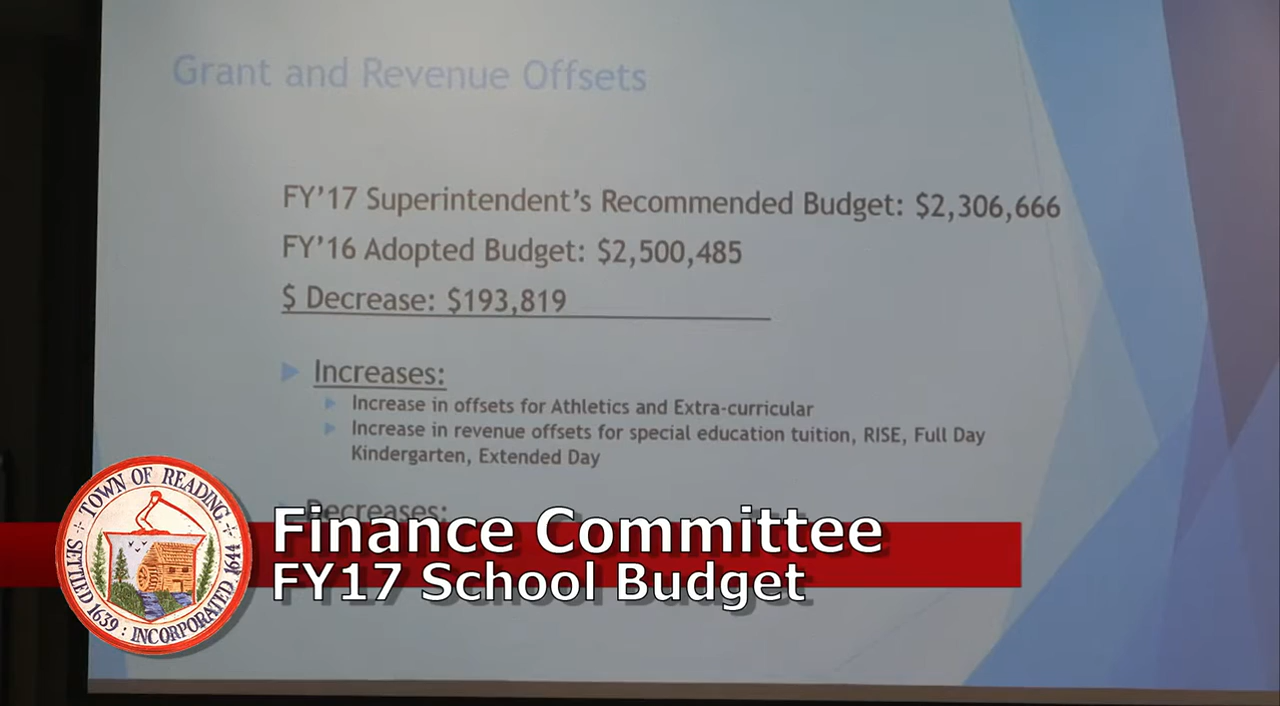 Grant and Revenue Offsets
FY’17 Superintendent’s Recommended Budget: $2,306,666
FY’16 Adopted Budget: $2,500,485
$ Decrease: $193,819
Increases:
Increase in offsets for Athletics and Extra-curricular
Increase in revenue offsets for special education tuition, RISE, Full Day
Kindergarten, Extended Day
Decreases:
Finance Committee
FY17 School Budget
TOWN OF READING
SETTLED 1639 : INCORPORATED 1644